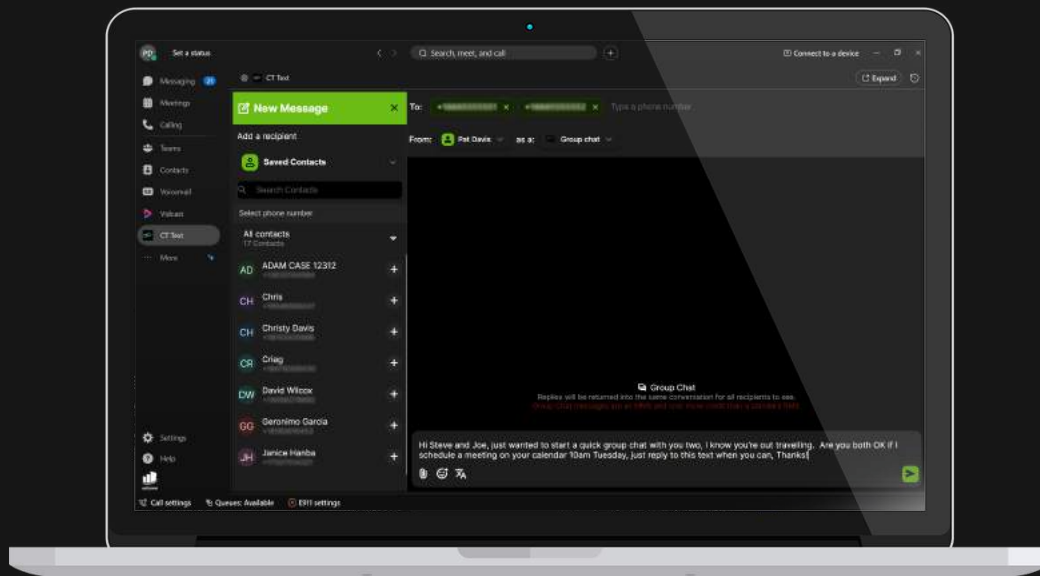 PD Set a status
Search, meet, and call
Connect to a device
Messaging 21
CT Text
Expand
Meetings
New Message
To:
Type a phone number
Calling
Add a recipient
From: Pat Davis as a: Group chat
Teams
Saved Contacts
Contacts
Search Contacts
Voicemail
Select phone number
Vidcast
All contacts
17 Contacts
CT Text
More
AD ADAM CASE 12312
CH Chris
CH Christy Davis
CR Crieg
DW David Wilcox
GG Geronimo Garcia
JH Janice Hanba
Group Chat
Replies will be returned into the same conversation for all recipients to see.
Hi Steve and Joe, just wanted to start a quick group chat with you two, I know you're out travelling. Are you both OK if I
schedule a meeting on your calendar 10am Tuesday, just reply to this text when you can, Thanks!
Settings
Help
Call settings Queues: Available E911 settings